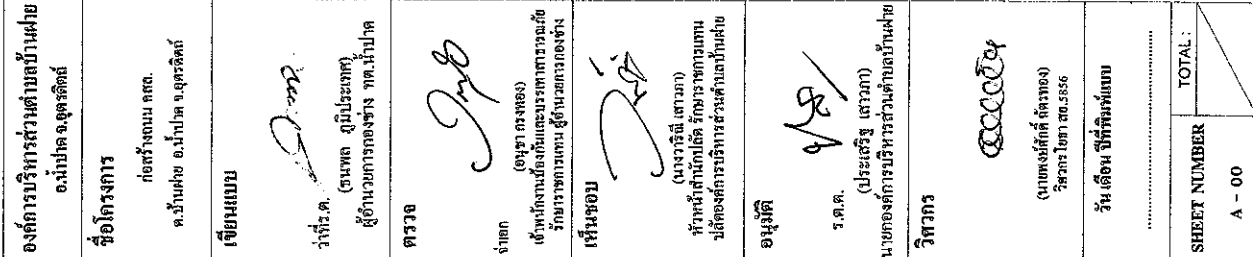 องค์การบริหารส่วนตำบลบ้านฝาย
อ.น้ำปาด จ.อุตรดิตถ์
ชื่อโครงการ
ก่อสร้างถนน คสล.
ต.บ้านฝาย อ.น้ำปาด จ.อุตรดิตถ์
เขียนแบบ
ว่าที่ร.ต.
(ธนพล ภูมิประเทศ)
ผู้อำนวยการกองช่าง ทต.น้ำปาด
ตรวจ
จ่าเอก
(อนุชา กรงทอง)
เจ้าพนักงานป้องกันและบรรเทาสาธารณภัย
รักษาราชการแทน ผู้อำนวยการกองช่าง
เห็นชอบ
(นางวาริณี เสาวภา)
หัวหน้าสำนักปลัด รักษาราชการแทน
ปลัดองค์การบริหารส่วนตำบลบ้านฝาย
อนุมัติ
ร.ต.ต.
(ประเสริฐ เสาวภา)
นายกองค์การบริหารส่วนตำบลบ้านฝาย
วิศวกร
(นายพงษ์ศักดิ์ ฉัตรทอง)
วิศวกรโยธา สย.5856
วัน เดือน ปีที่พิมพ์แบบ
SHEET NUMBER
TOTAL :
A - 00